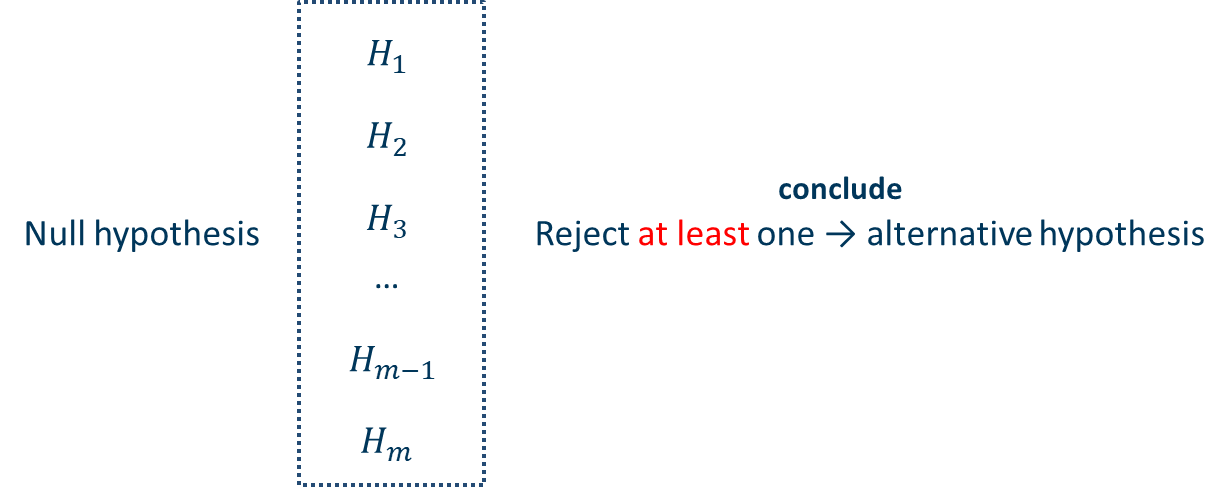 H₁
H₂
conclude
Null hypothesis
H₃
Reject at least one → alternative hypothesis
...
Hₘ₋₁
Hₘ